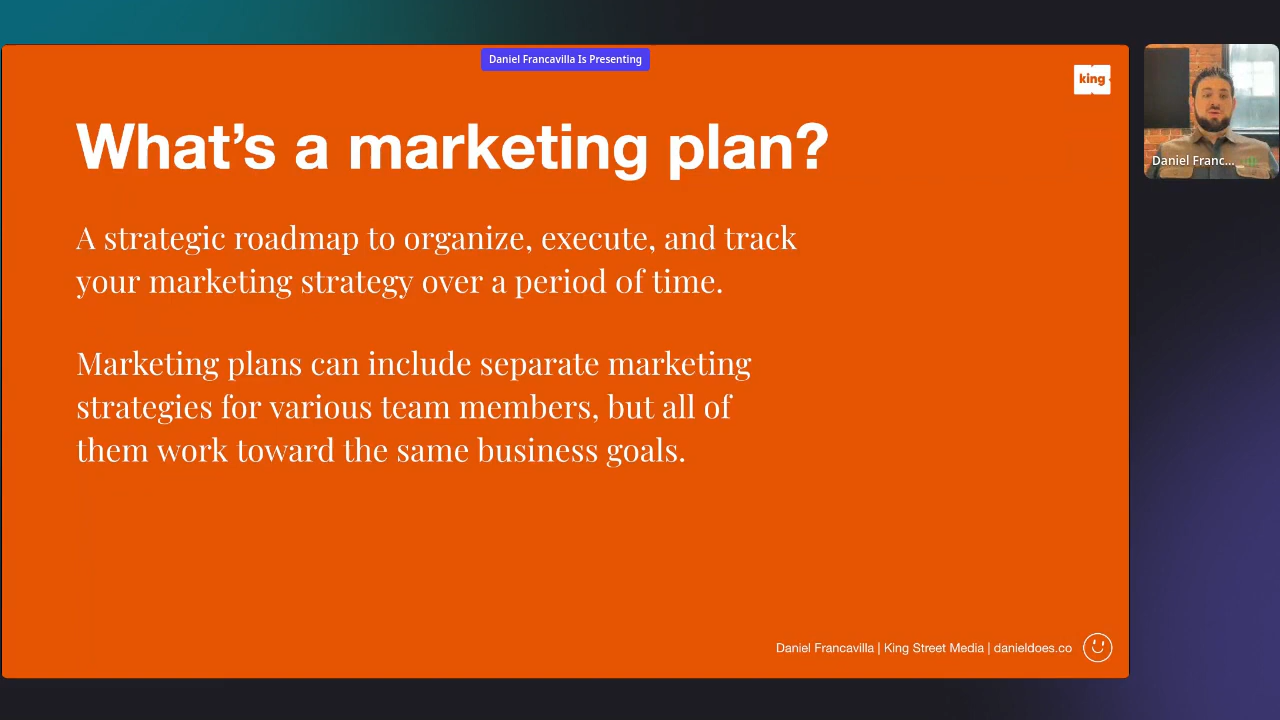 Daniel Francavilla Is Presenting
king
What’s a marketing plan?
Daniel Franc...
A strategic roadmap to organize, execute, and track
your marketing strategy over a period of time.
Marketing plans can include separate marketing
strategies for various team members, but all of
them work toward the same business goals.
Daniel Francavilla | King Street Media | danieldoes.co